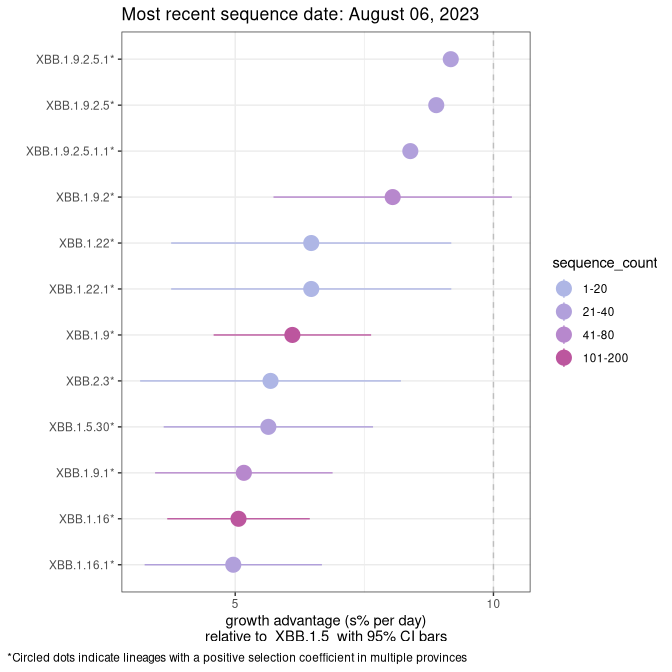 Most recent sequence date: August 06, 2023
XBB.1.9.2.5.1*
XBB.1.9.2.5*
XBB.1.9.2.5.1.1*
XBB.1.9.2*
XBB.1.22*
XBB.1.22.1*
XBB.1.9*
XBB.2.3*
XBB.1.5.30*
XBB.1.9.1*
XBB.1.16*
XBB.1.16.1*
5
10
growth advantage (s% per day)
relative to XBB.1.5 with 95% CI bars
sequence_count
1-20
21-40
41-80
101-200
*Circled dots indicate lineages with a positive selection coefficient in multiple provinces